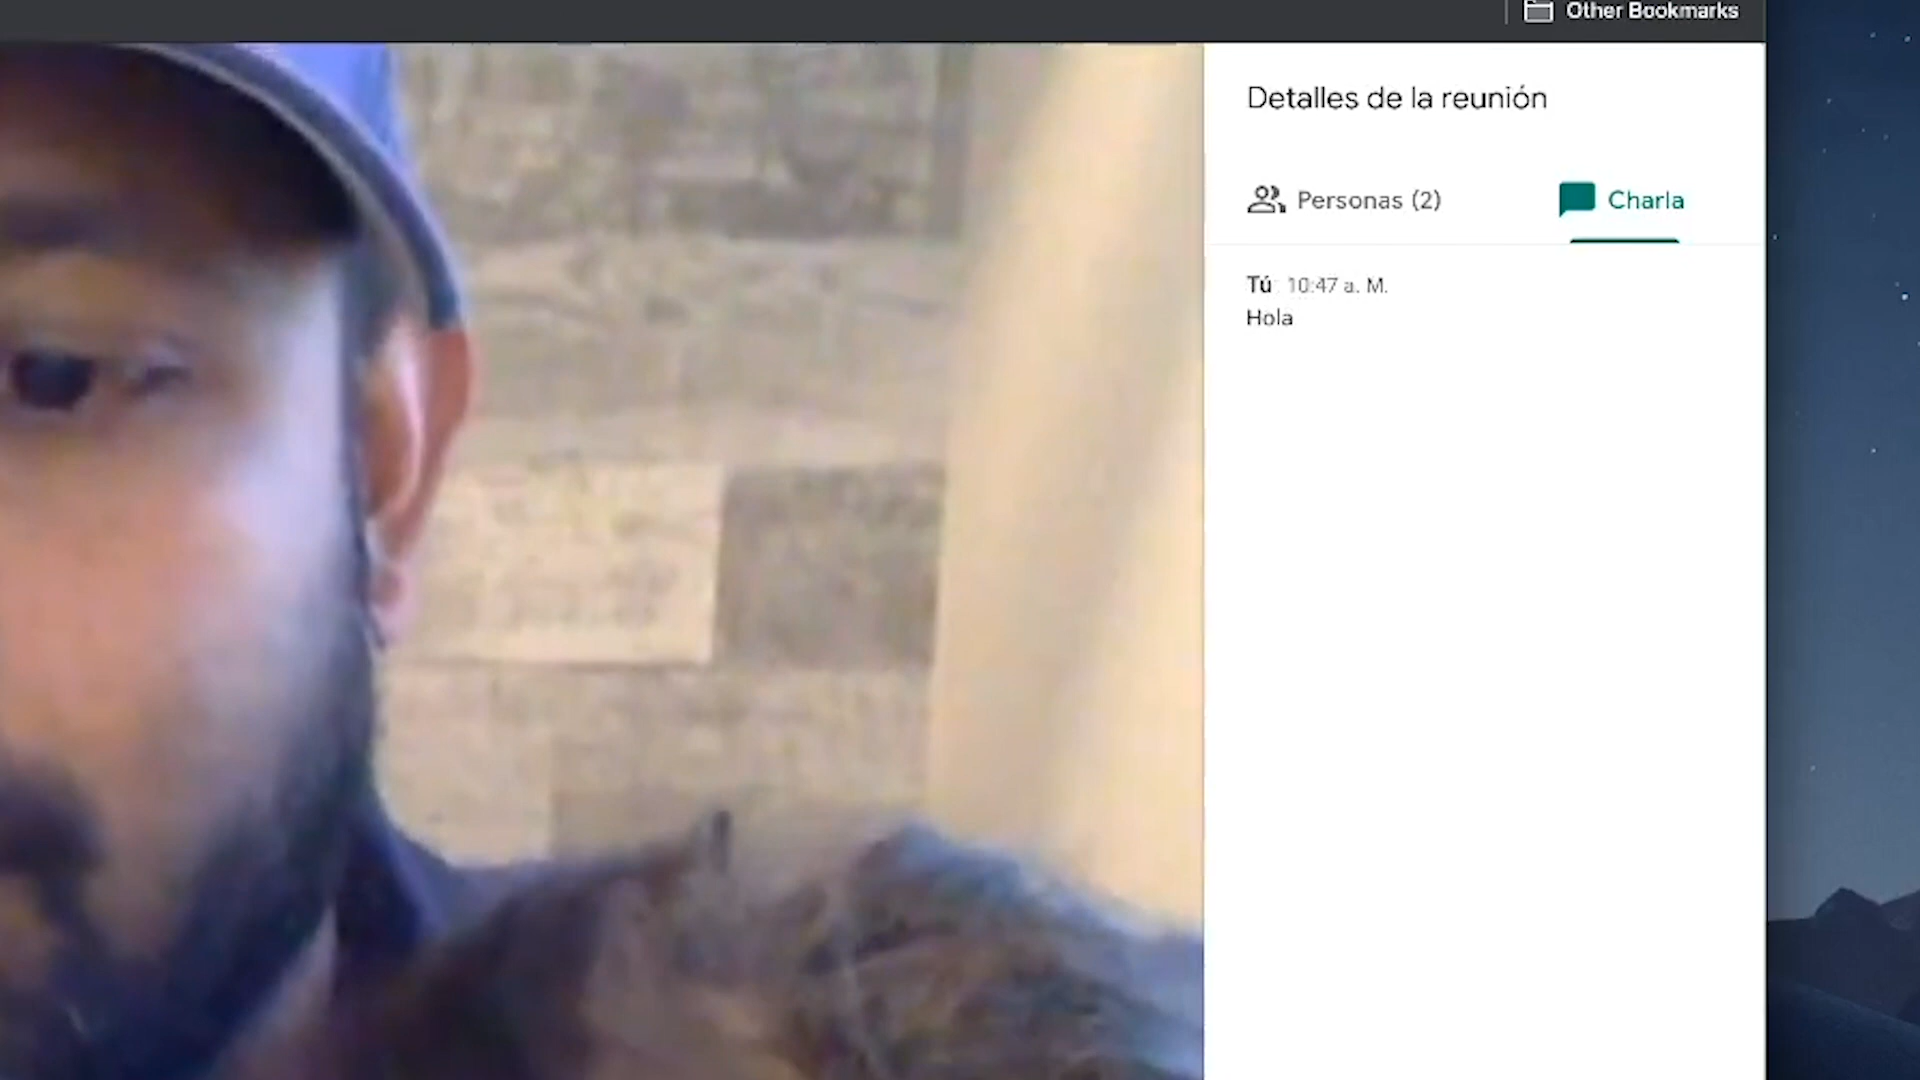 Other Bookmarks
Detalles de la reunión
Personas (2)
Charla
Tú 10:47 a. M.
Hola